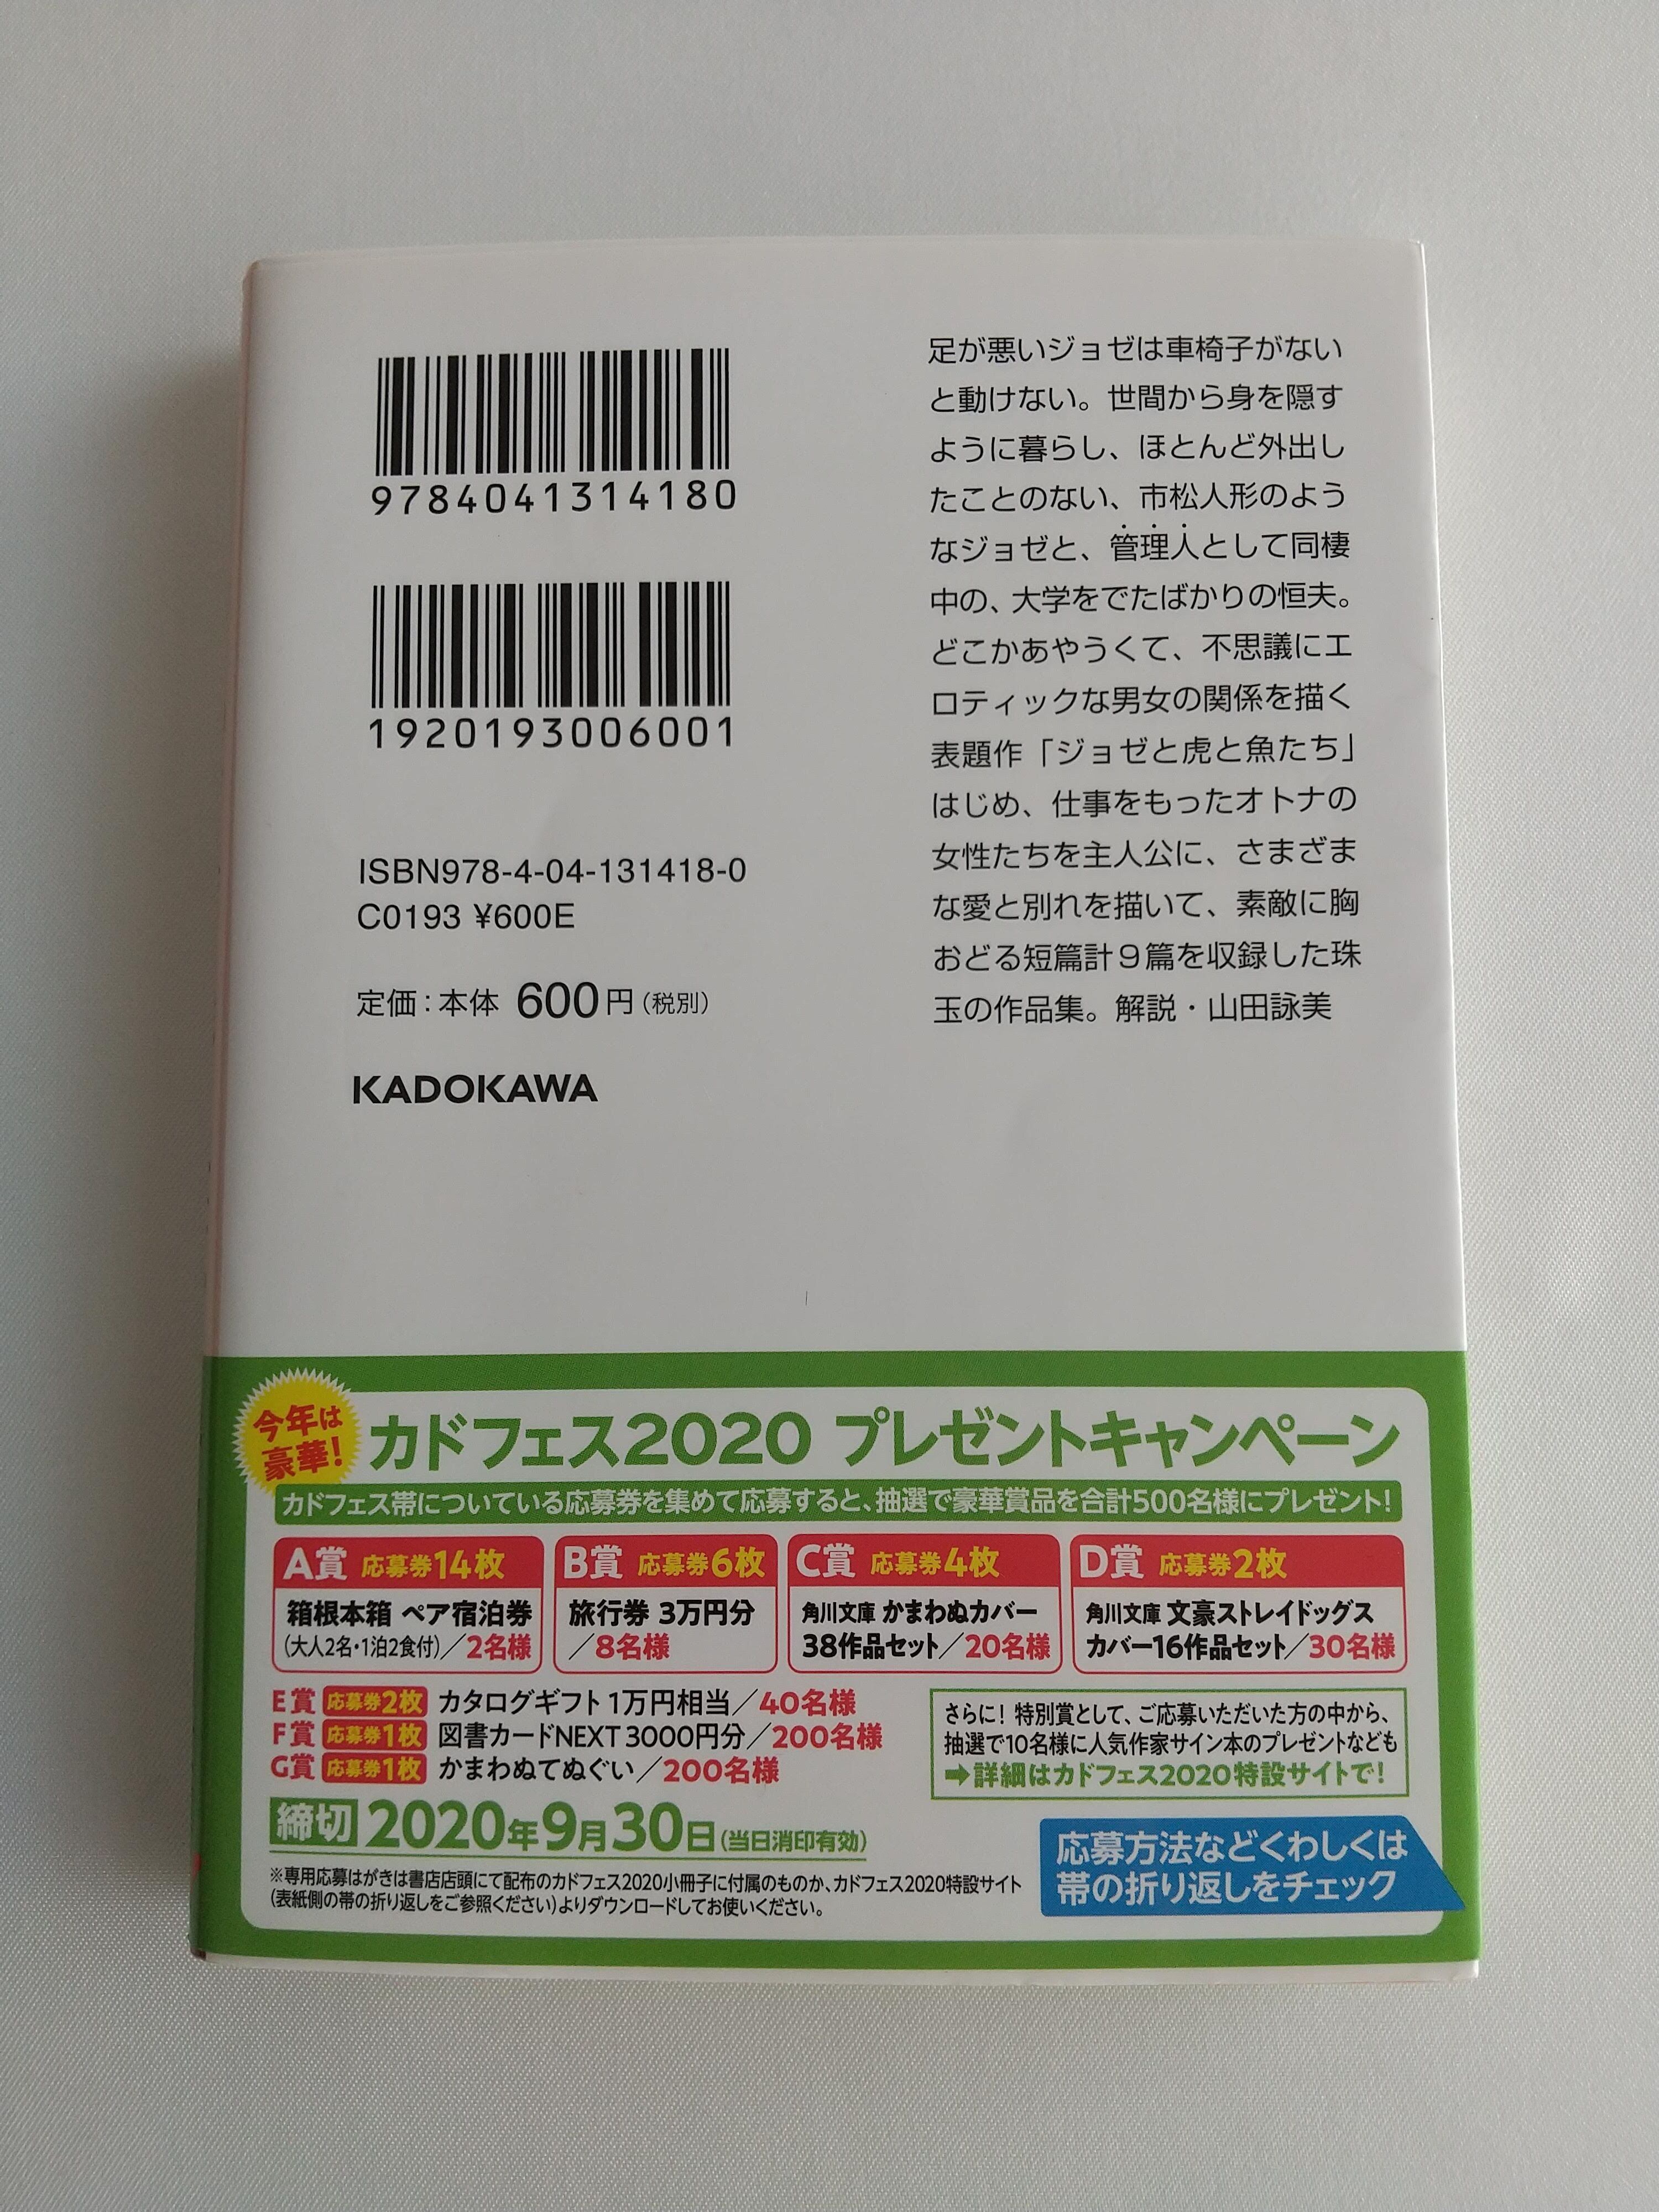 9784041314180
1920193006001
ISBN978-4-04-131418-0
C0193 ¥600E
定価:本体 600円(税別)
KADOKAWA
足が悪いジョゼは車椅子がない
と動けない。世間から身を隠す
ように暮らし、ほとんど外出し
たことのない、市松人形のよう
なジョゼと、管理人として同棲
中の、大学をでたばかりの恒夫。
どこかあやうくて、不思議にエ
ロティックな男女の関係を描く
表題作「ジョゼと虎と魚たち」
はじめ、仕事をもったオトナの
女性たちを主人公に、さまざま
な愛と別れを描いて、素敵に胸
おどる短篇計9篇を収録した珠
玉の作品集。解説・山田詠美
今年は
豪華!
カドフェス2020 プレゼントキャンペーン
カドフェス帯についている応募券を集めて応募すると、抽選で豪華賞品を合計500名様にプレゼント!
A賞 応募券14枚
箱根本箱 ペア宿泊券
(大人2名・1泊2食付)/2名様
B賞 応募券6枚
旅行券 3万円分
/8名様
C賞 応募券4枚
角川文庫 かまわぬカバー
38作品セット/20名様
D賞 応募券2枚
角川文庫 文豪ストレイドッグス
カバー16作品セット/30名様
E賞 応募券2枚 カタログギフト 1万円相当/40名様
F賞 応募券1枚 図書カードNEXT 3000円分/200名様
G賞 応募券1枚 かまわぬてぬぐい/200名様
さらに! 特別賞として、ご応募いただいた方の中から、
抽選で10名様に人気作家サイン本のプレゼントなども
➡詳細はカドフェス2020特設サイトで!
締切 2020年9月30日(当日消印有効)
※専用応募はがきは書店店頭にて配布のカドフェス2020小冊子に付属のものか、カドフェス2020特設サイト
(表紙側の帯の折り返しをご参照ください)よりダウンロードしてお使いください。
応募方法などくわしくは
帯の折り返しをチェック